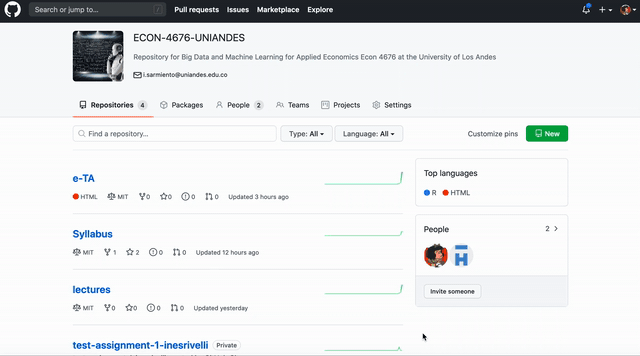 Search or jump to... /
Pull requests Issues Marketplace Explore
ECON-4676-UNIANDES
Repository for Big Data and Machine Learning for Applied Economics Econ 4676 at the University of Los Andes
i.sarmiento@uniandes.edu.co
Repositories 4 Packages People 2 Teams Projects Settings
Find a repository... Type: All Language: All Customize pins New
e-TA
HTML MIT 0 0 0 0 Updated 3 hours ago
Syllabus
MIT 1 2 0 0 Updated 12 hours ago
lectures
MIT 0 0 0 0 Updated yesterday
test-assignment-1-inesrivelli Private
Top languages
R HTML
People 2
Invite someone